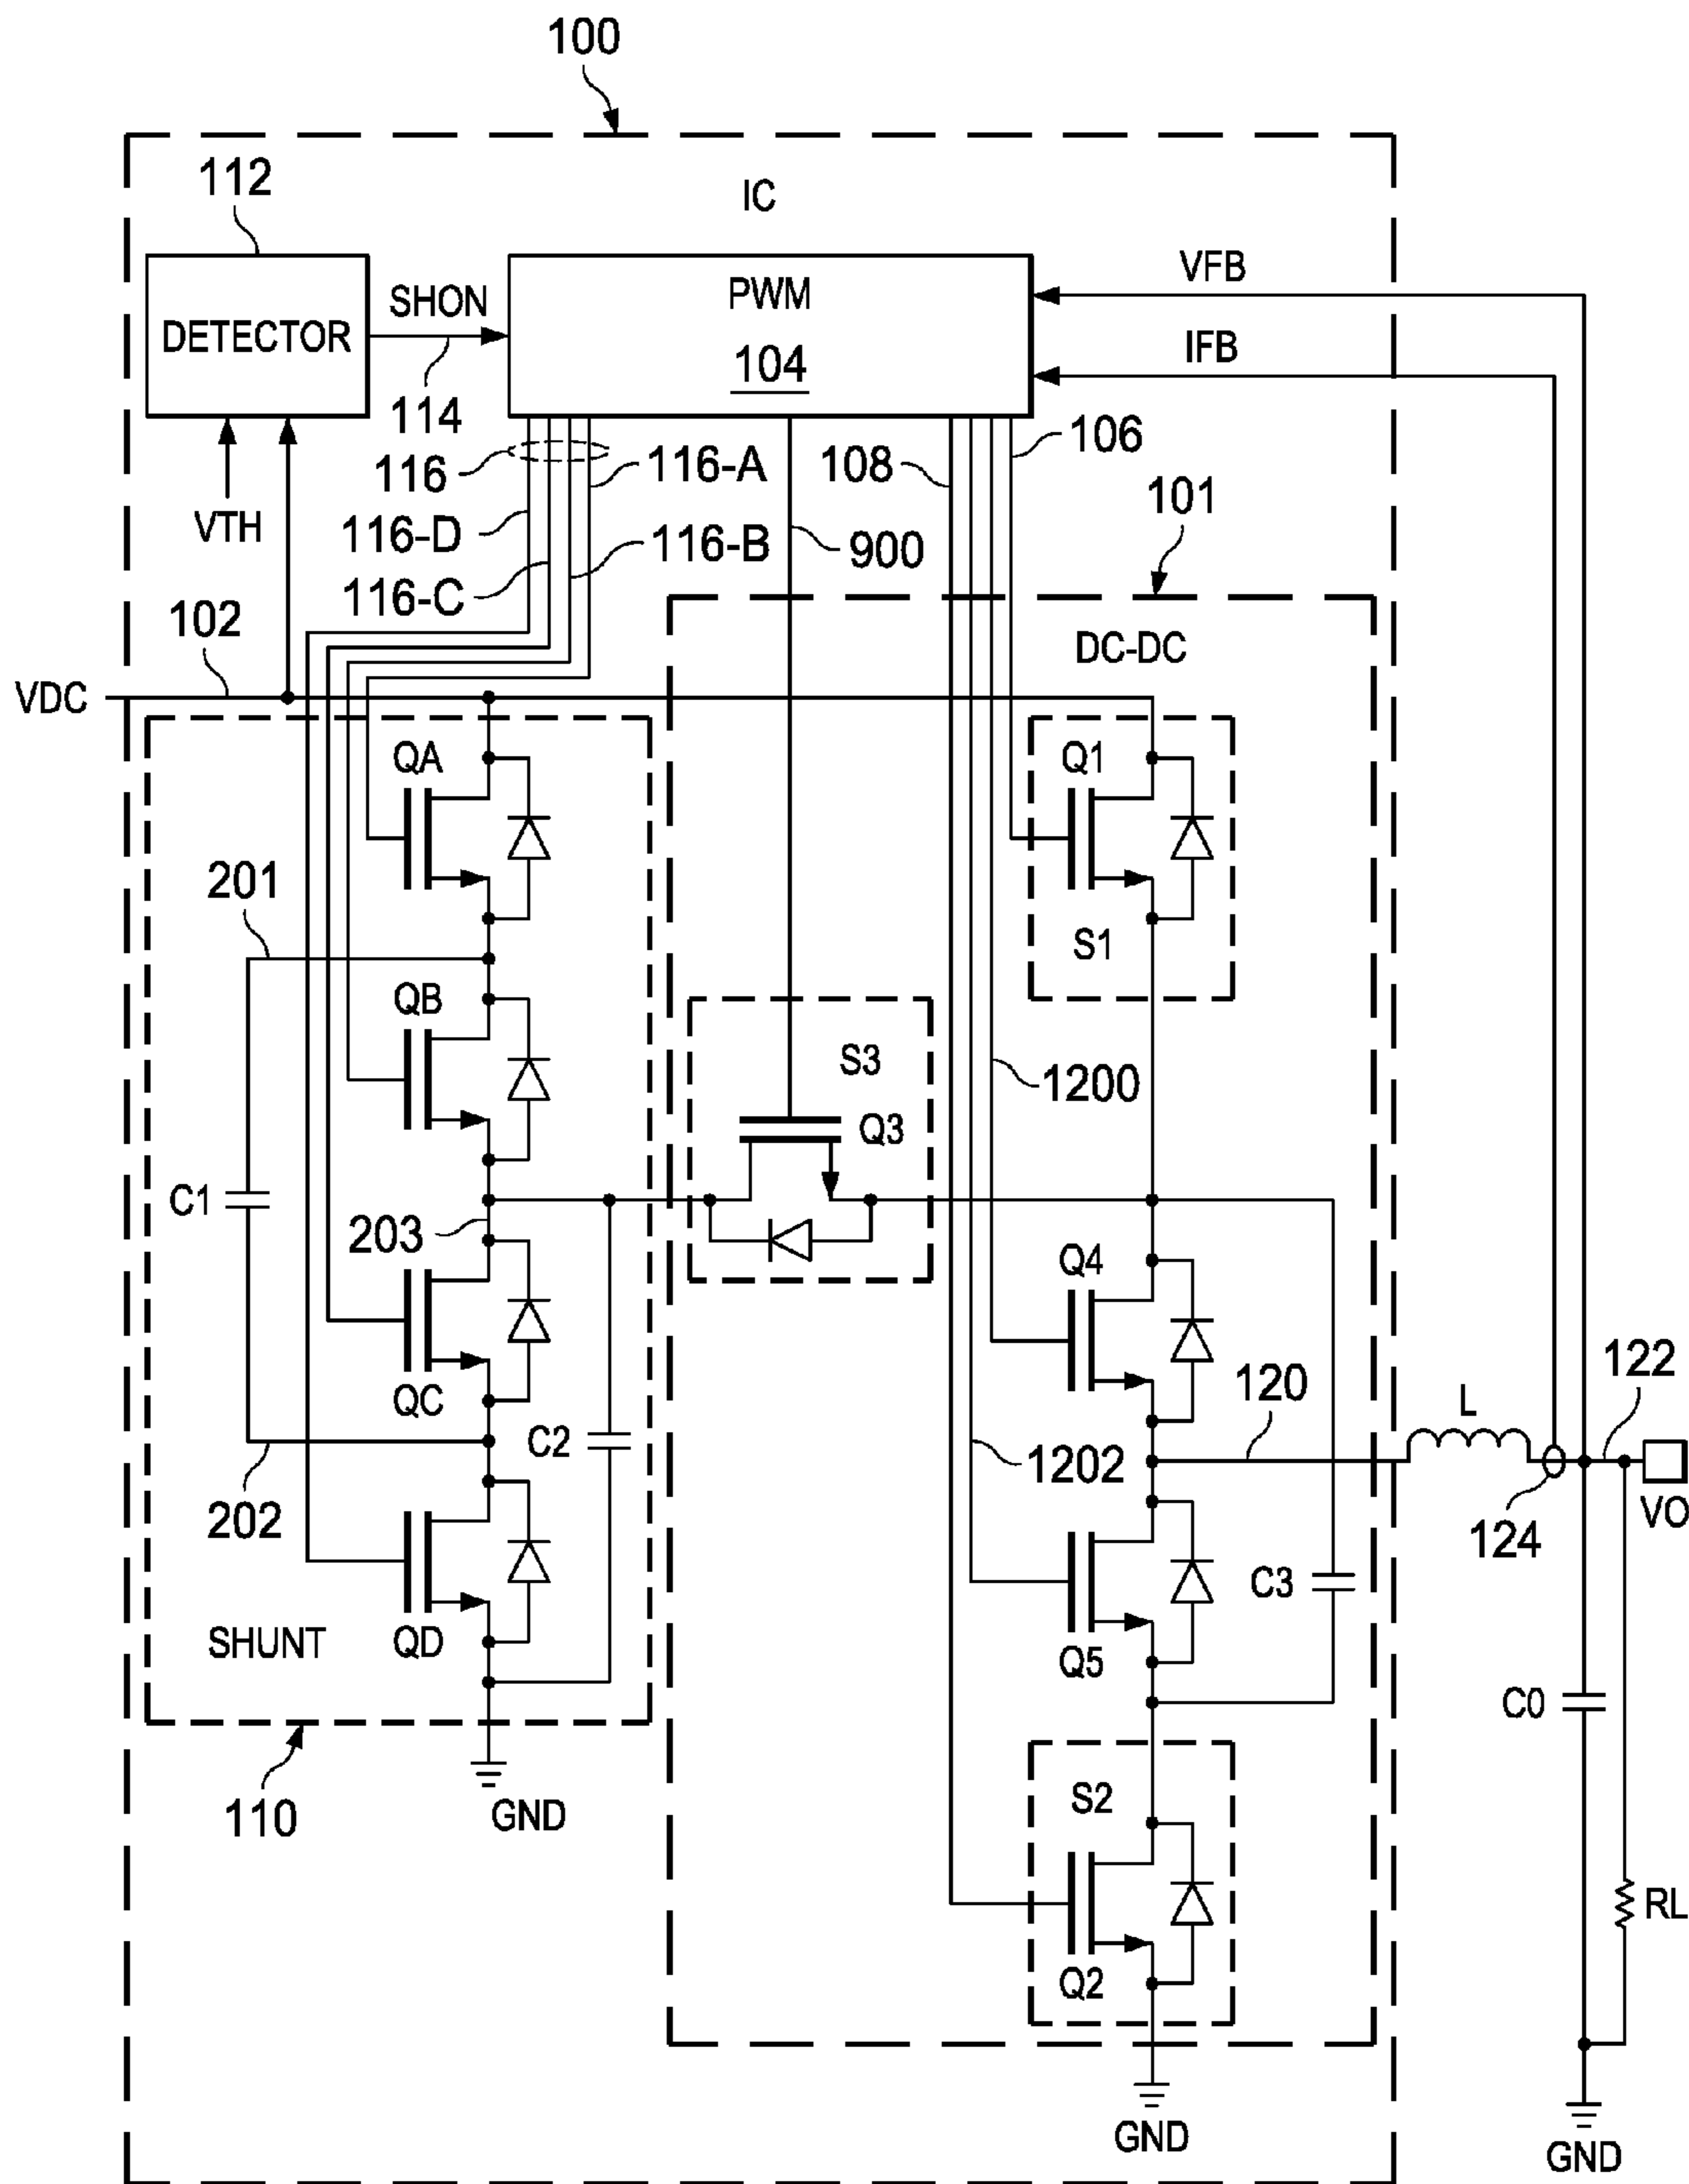 100
112
IC
DETECTOR
SHON
114
PWM
104
VFB
IFB
VTH
116
116-A
116-D
116-B
116-C
108
106
101
900
102
VDC
DC-DC
QA
Q1
S1
201
QB
S3
Q3
1200
C1
203
QC
Q4
120
L
122
202
C2
1202
124
VO
QD
SHUNT
Q5
C3
C0
110
GND
S2
Q2
RL
GND
GND